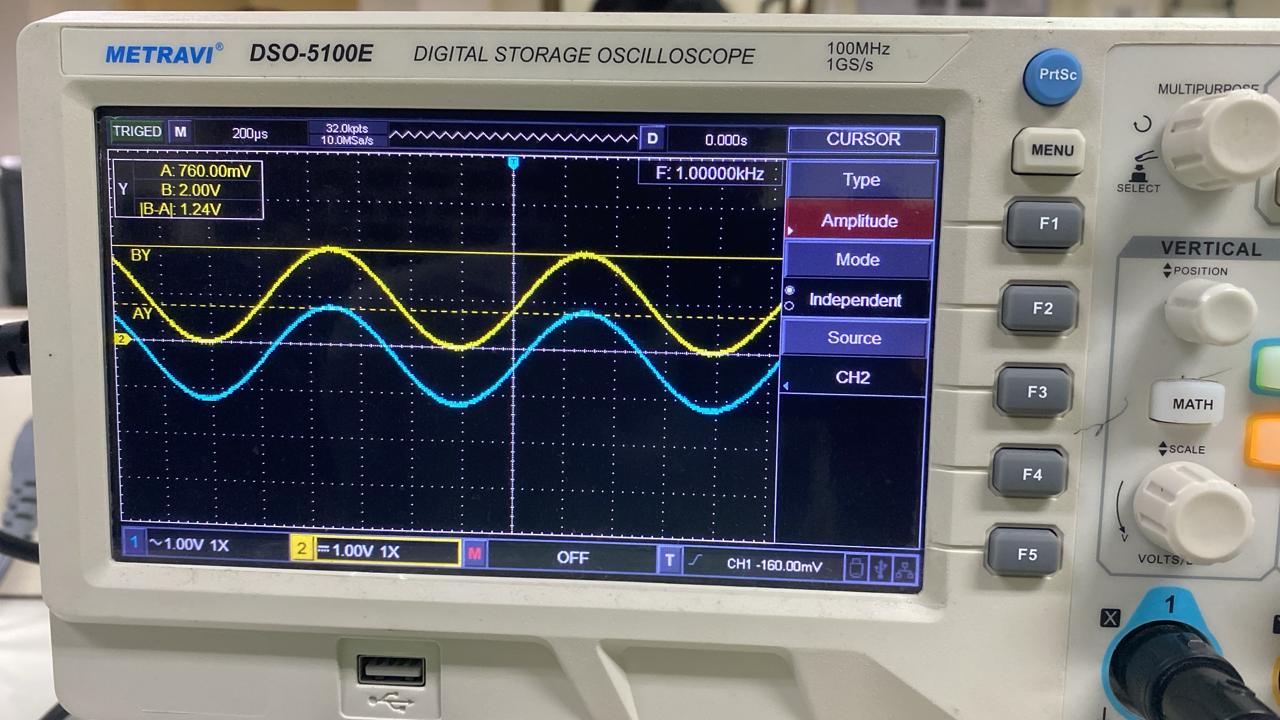 METRAVI® DSO-5100E DIGITAL STORAGE OSCILLOSCOPE 100MHz
1GS/s
PrtSc
MULTIPURPOSE
TRIGED M 200µs 32.0kpts D 0.000s CURSOR
10.0MSa/s
MENU
SELECT
Y A: 760.00mV
B: 2.00V
|B-A|: 1.24V
T
F: 1.00000kHz
Type
Amplitude
Mode
Independent
Source
CH2
F1
F2
F3
F4
F5
VERTICAL
POSITION
MATH
SCALE
V
VOLTS/
BY
AY
2
1 ~1.00V 1X 2 1.00V 1X M OFF T CH1 -160.00mV
X
1